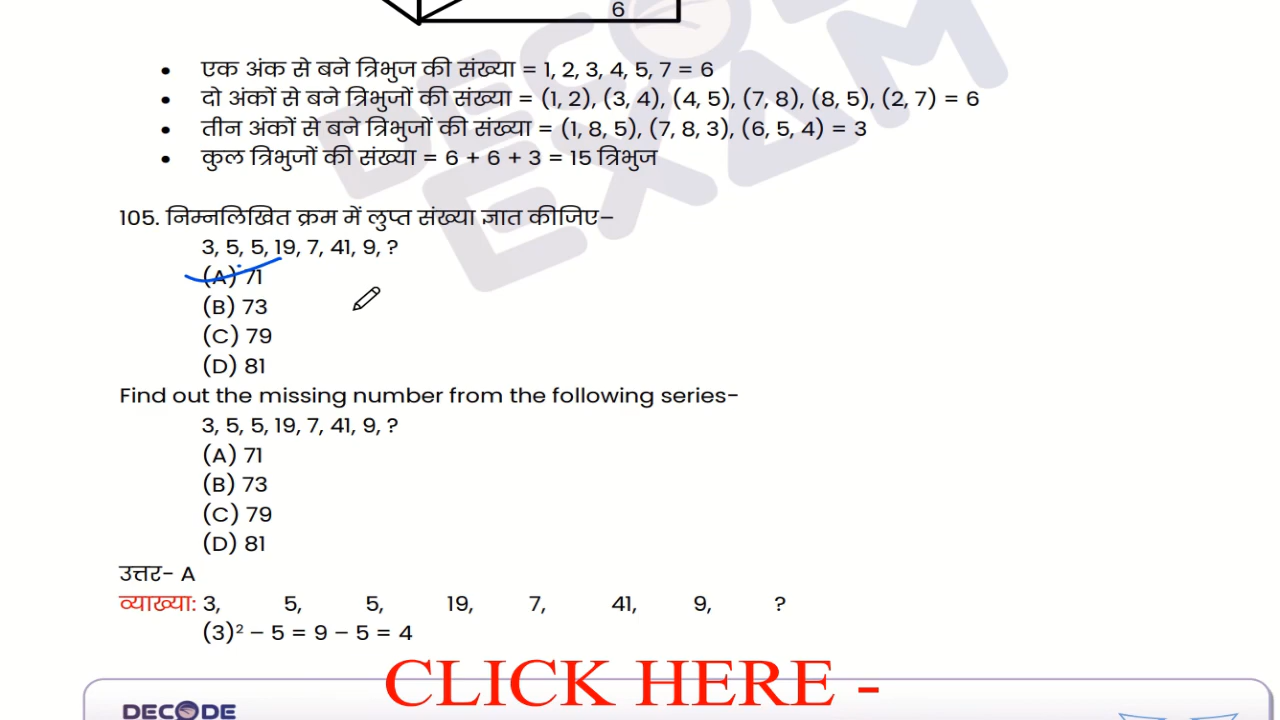 6
• एक अंक से बने त्रिभुज की संख्या = 1, 2, 3, 4, 5, 7 = 6
• दो अंकों से बने त्रिभुजों की संख्या = (1, 2), (3, 4), (4, 5), (7, 8), (8, 5), (2, 7) = 6
• तीन अंकों से बने त्रिभुजों की संख्या = (1, 8, 5), (7, 8, 3), (6, 5, 4) = 3
• कुल त्रिभुजों की संख्या = 6 + 6 + 3 = 15 त्रिभुज
DECODE
EXAM
105. निम्नलिखित क्रम में लुप्त संख्या ज्ञात कीजिए–
3, 5, 5, 19, 7, 41, 9, ?
(A) 71
(B) 73
(C) 79
(D) 81
Find out the missing number from the following series-
3, 5, 5, 19, 7, 41, 9, ?
(A) 71
(B) 73
(C) 79
(D) 81
उत्तर- A
व्याख्या: 3, 5, 5, 19, 7, 41, 9, ?
(3)² – 5 = 9 – 5 = 4
CLICK HERE -
DECODE